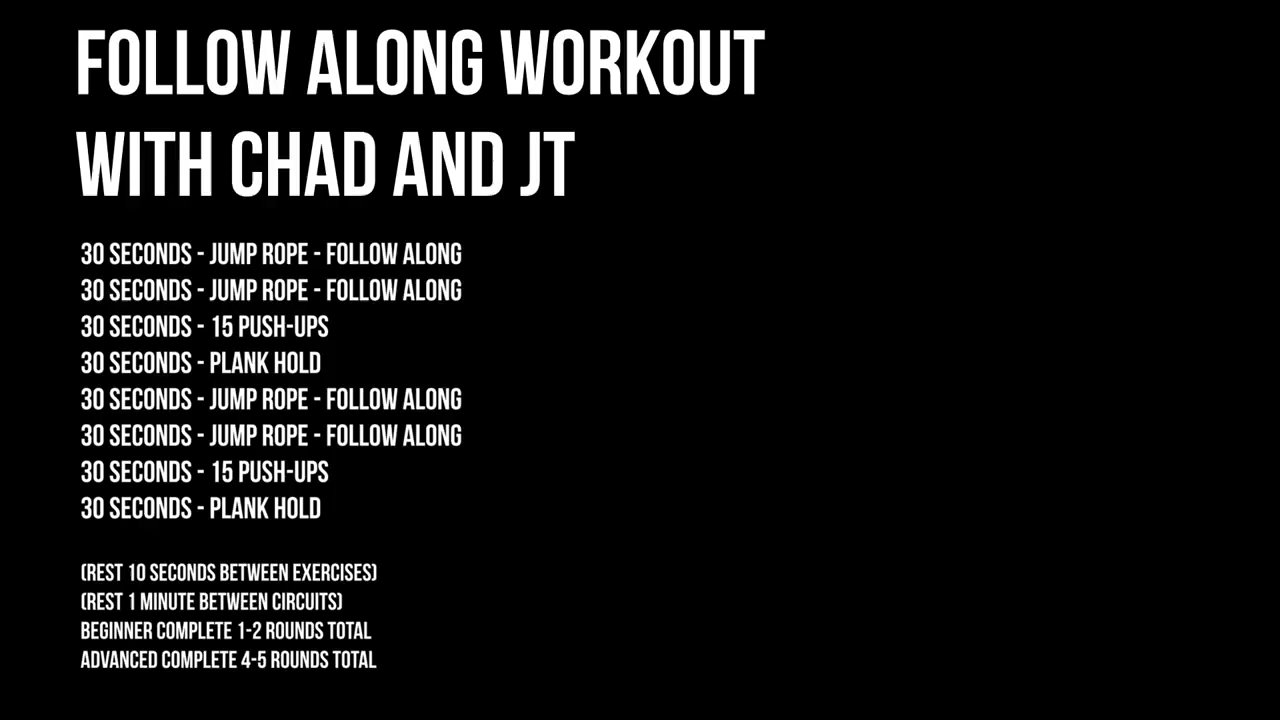 FOLLOW ALONG WORKOUT
WITH CHAD AND JT
30 SECONDS - JUMP ROPE - FOLLOW ALONG
30 SECONDS - JUMP ROPE - FOLLOW ALONG
30 SECONDS - 15 PUSH-UPS
30 SECONDS - PLANK HOLD
30 SECONDS - JUMP ROPE - FOLLOW ALONG
30 SECONDS - JUMP ROPE - FOLLOW ALONG
30 SECONDS - 15 PUSH-UPS
30 SECONDS - PLANK HOLD
(REST 10 SECONDS BETWEEN EXERCISES)
(REST 1 MINUTE BETWEEN CIRCUITS)
BEGINNER COMPLETE 1-2 ROUNDS TOTAL
ADVANCED COMPLETE 4-5 ROUNDS TOTAL